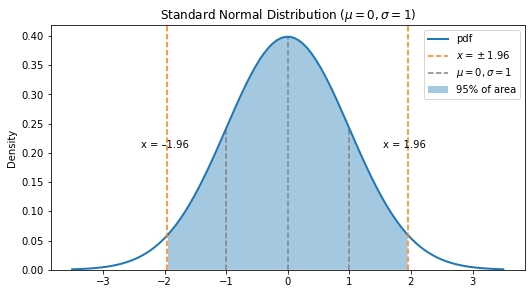 Standard Normal Distribution (μ = 0, σ = 1)
Density
0.40
0.35
0.30
0.25
0.20
0.15
0.10
0.05
0.00
−3
−2
−1
0
1
2
3
x = –1.96
x = 1.96
pdf
x = ±1.96
μ = 0, σ = 1
95% of area